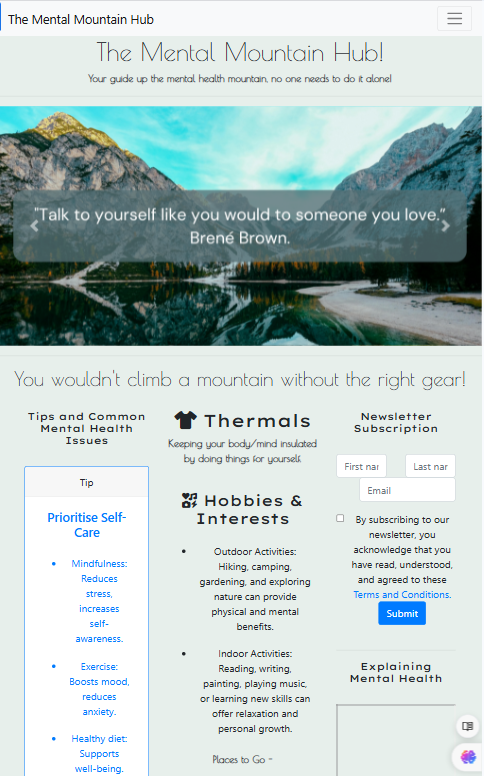 The Mental Mountain Hub
The Mental Mountain Hub!
Your guide up the mental health mountain, no one needs to do it alone!
"Talk to yourself like you would to someone you love.”
Brené Brown.
You wouldn't climb a mountain without the right gear!
Tips and Common
Mental Health
Issues
Tip
Prioritise Self-
Care
Mindfulness:
Reduces
stress,
increases
self-
awareness.
Exercise:
Boosts mood,
reduces
anxiety.
Healthy diet:
Supports
well-being,
Thermals
Keeping your body/mind insulated
by doing things for yourself.
Hobbies &
Interests
Outdoor Activities:
Hiking, camping,
gardening, and exploring
nature can provide
physical and mental
benefits.
Indoor Activities:
Reading, writing,
painting, playing music,
or learning new skills can
offer relaxation and
personal growth.
Places to Go -
Newsletter
Subscription
First nar
Last nar
Email
By subscribing to our
newsletter, you
acknowledge that you
have read, understood,
and agreed to these
Terms and Conditions.
Submit
Explaining
Mental Health